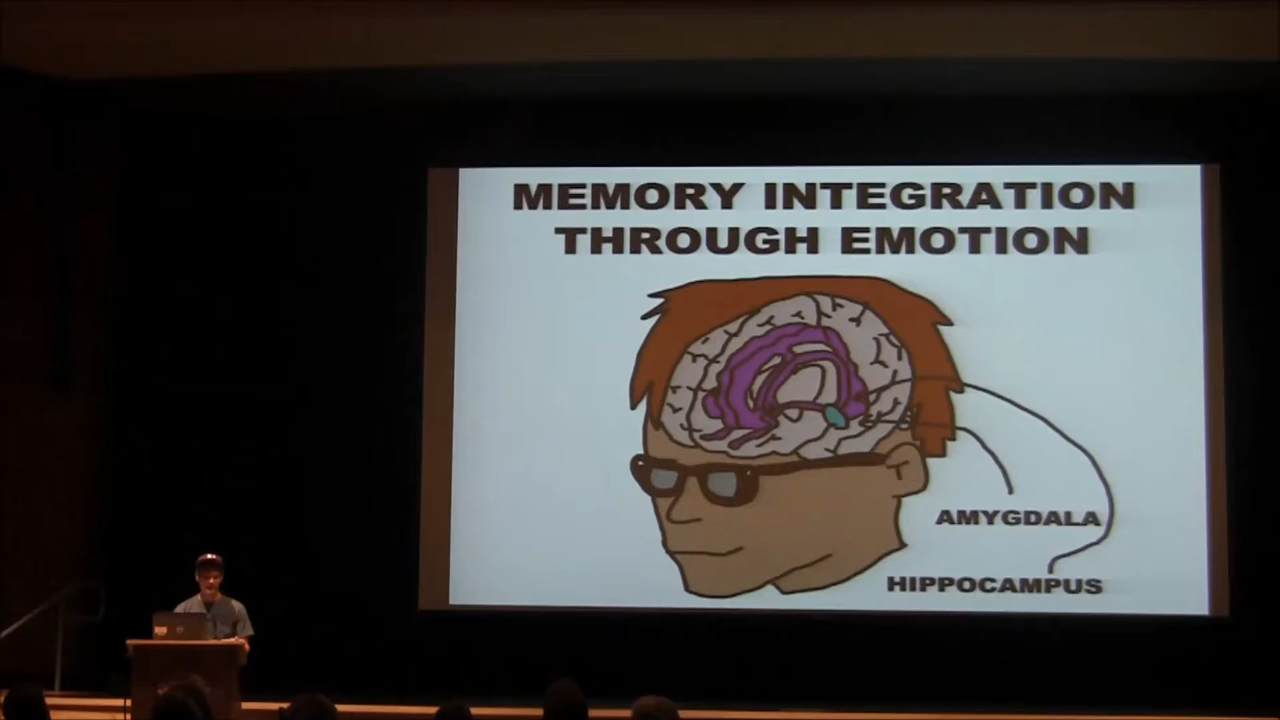 MEMORY INTEGRATION
THROUGH EMOTION
AMYGDALA
HIPPOCAMPUS